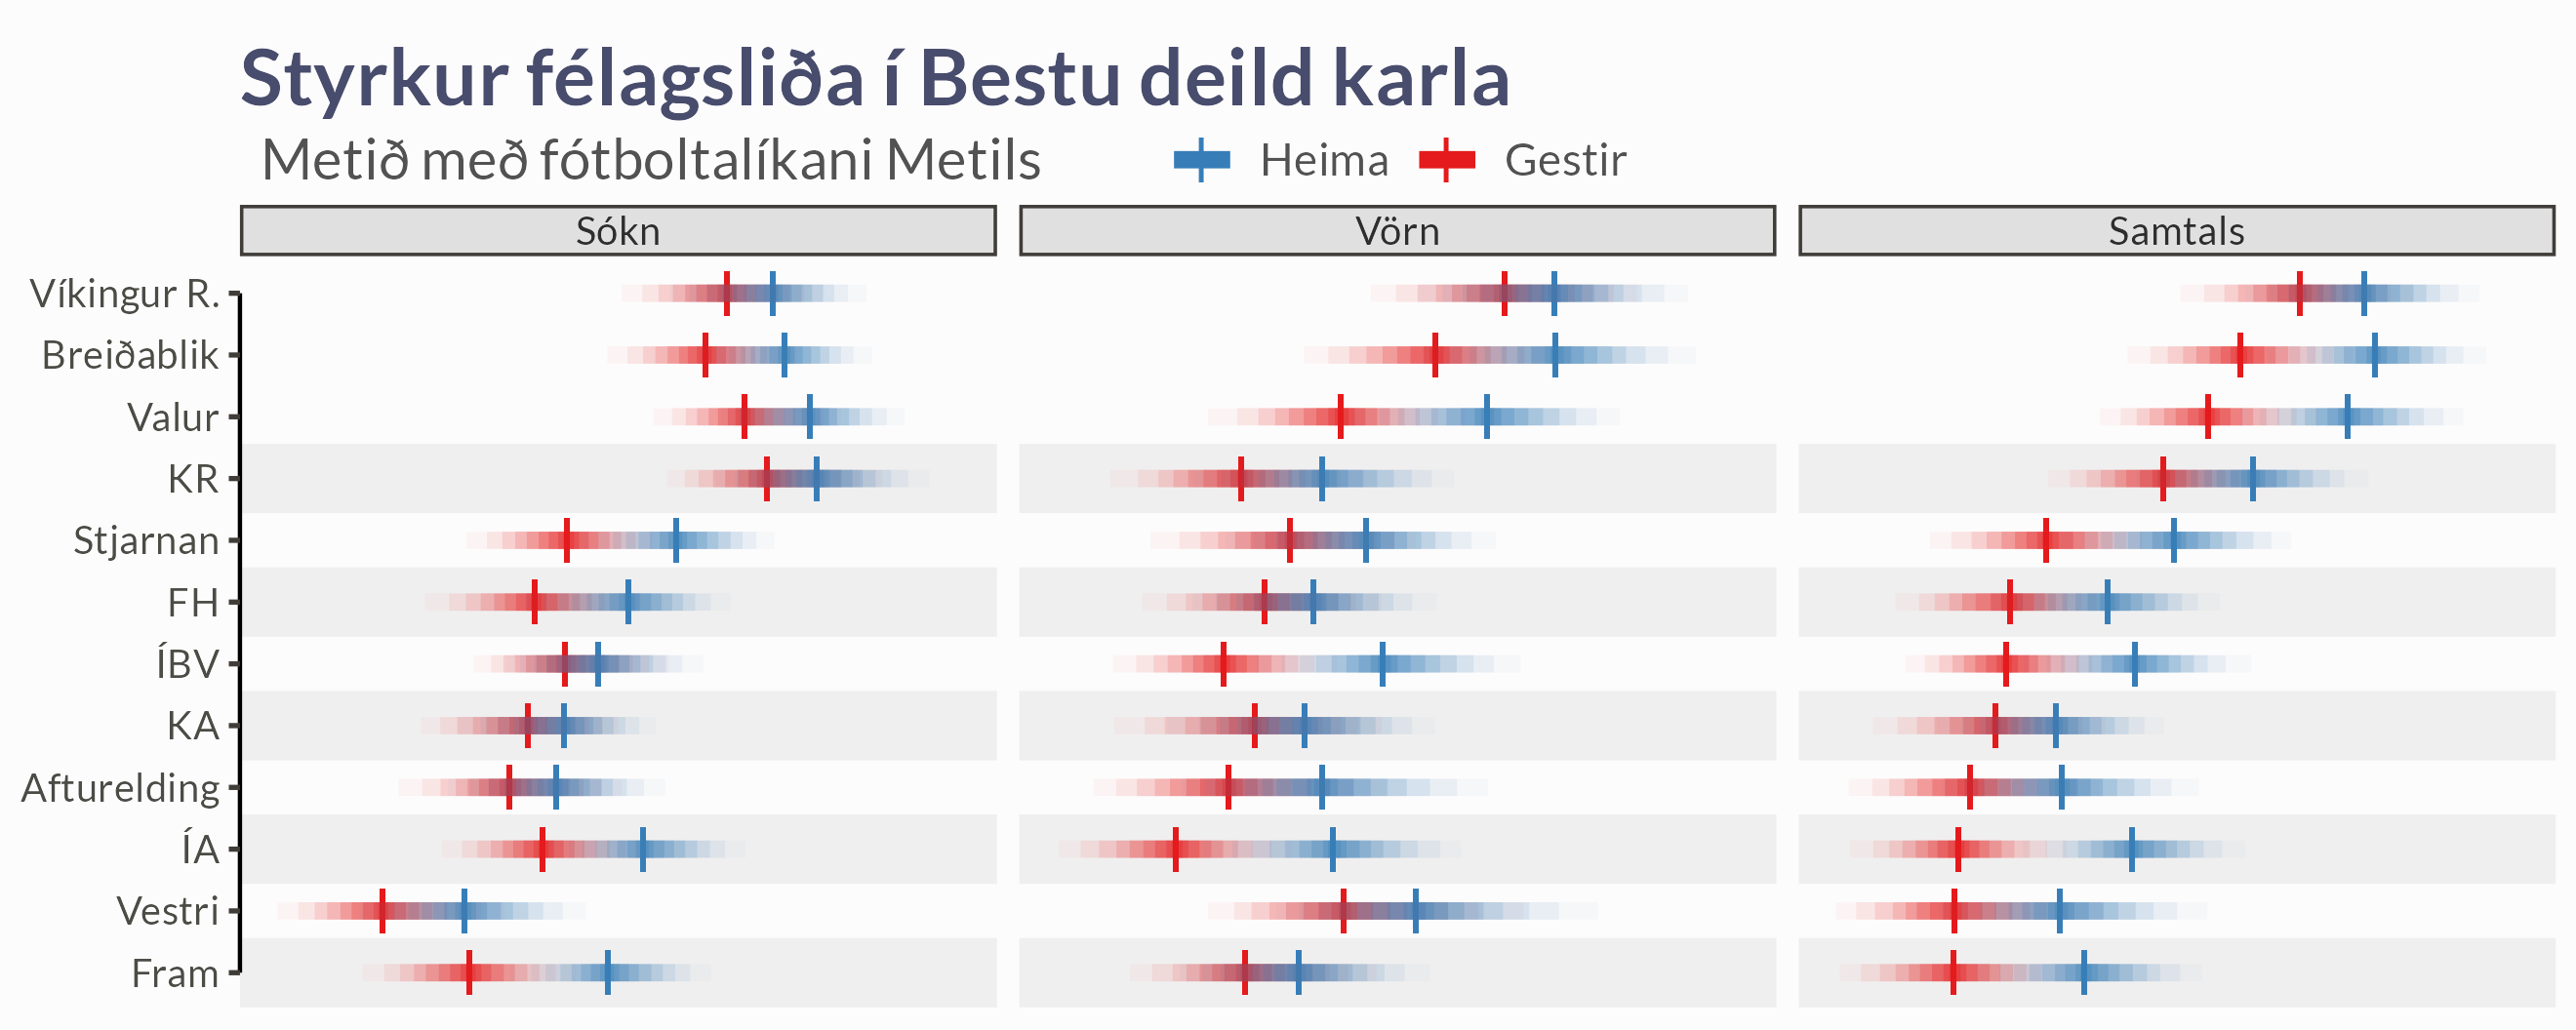 Styrkur félagsliða í Bestu deild karla
Metið með fótboltalíkani Metils
Heima
Gestir
Sókn
Vörn
Samtals
Víkingur R.
Breiðablik
Valur
KR
Stjarnan
FH
ÍBV
KA
Afturelding
ÍA
Vestri
Fram